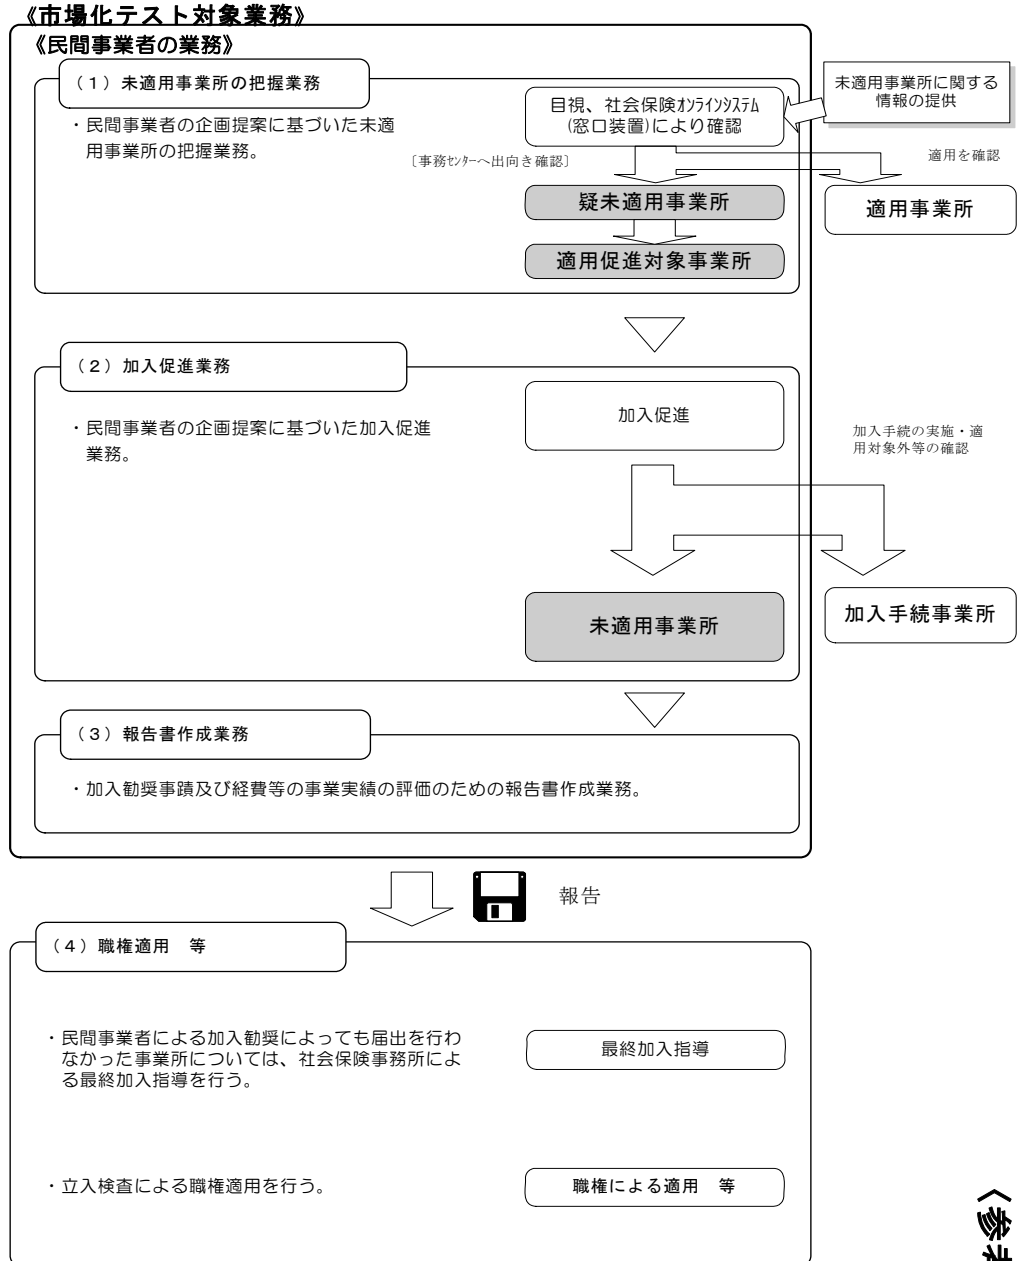 《市場化テスト対象業務》
《民間事業者の業務》
（１）未適用事業所の把握業務
・民間事業者の企画提案に基づいた未適
用事業所の把握業務。
目視、社会保険ｵﾝﾗｲﾝｼｽﾃﾑ
(窓口装置)により確認
未適用事業所に関する
情報の提供
［事務ｾﾝﾀｰへ出向き確認］
適用を確認
疑未適用事業所
適用事業所
適用促進対象事業所
（２）加入促進業務
・民間事業者の企画提案に基づいた加入促進
業務。
加入促進
加入手続の実施・適
用対象外等の確認
未適用事業所
加入手続事業所
（３）報告書作成業務
・加入勧奨事蹟及び経費等の事業実績の評価のための報告書作成業務。
報告
（４）職権適用　等
・民間事業者による加入勧奨によっても届出を行わ
なかった事業所については、社会保険事務所によ
る最終加入指導を行う。
最終加入指導
・立入検査による職権適用を行う。
職権による適用　等
〈参考